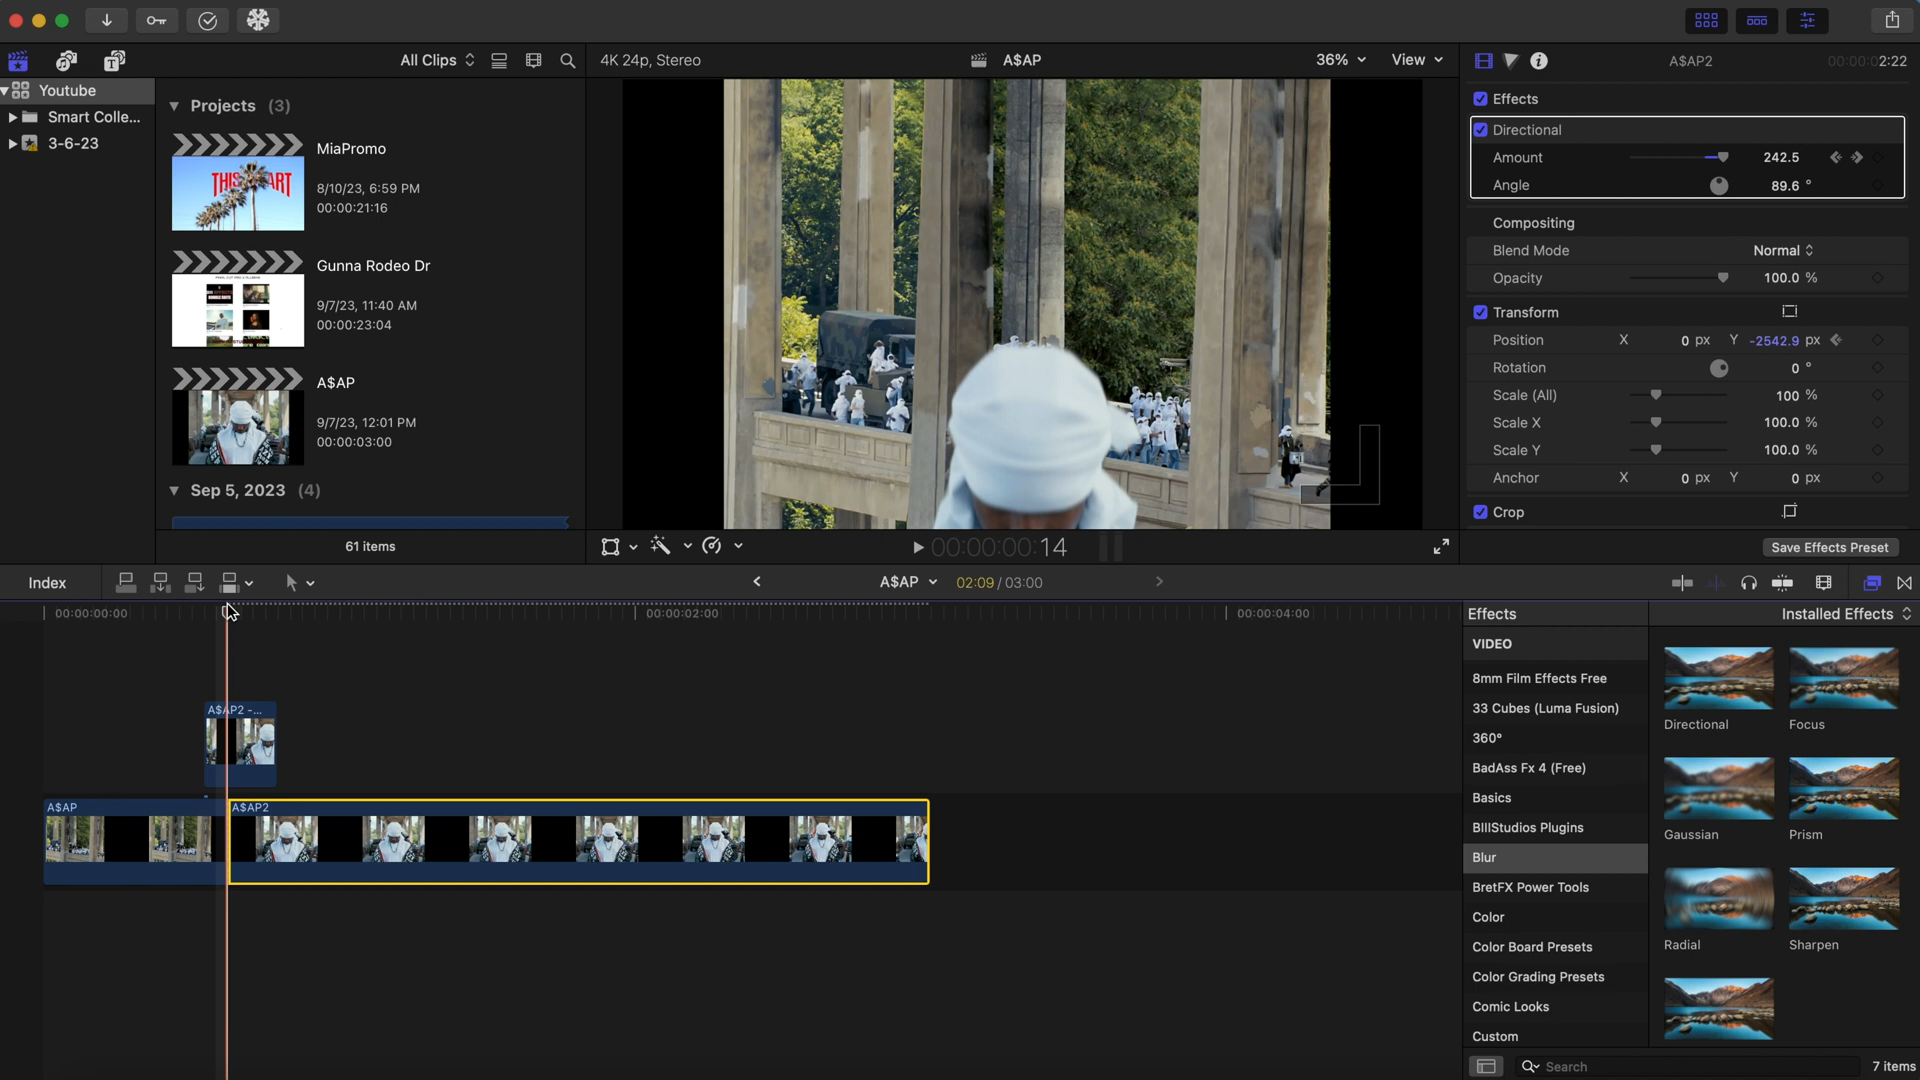 All Clips
4K 24p, Stereo
A$AP
36%
View
A$AP2
00:00:02:22
Youtube
Smart Colle...
3-6-23
Projects (3)
THIS ART
MiaPromo
8/10/23, 6:59 PM
00:00:21:16
Gunna Rodeo Dr
9/7/23, 11:40 AM
00:00:23:04
A$AP
9/7/23, 12:01 PM
00:00:03:00
Sep 5, 2023 (4)
61 items
Effects
Directional
Amount 242.5
Angle 89.6 °
Compositing
Blend Mode Normal
Opacity 100.0 %
Transform
Position X 0 px Y -2542.9 px
Rotation 0 °
Scale (All) 100 %
Scale X 100.0 %
Scale Y 100.0 %
Anchor X 0 px Y 0 px
Crop
Save Effects Preset
00:00:00:14
Index
A$AP 02:09 / 03:00
00:00:00:00
00:00:02:00
00:00:04:00
A$AP2 -...
A$AP
A$AP2
Effects
Installed Effects
VIDEO
8mm Film Effects Free
33 Cubes (Luma Fusion)
360°
BadAss Fx 4 (Free)
Basics
BIIIStudios Plugins
Blur
BretFX Power Tools
Color
Color Board Presets
Color Grading Presets
Comic Looks
Custom
Directional
Focus
Gaussian
Prism
Radial
Sharpen
Search
7 items